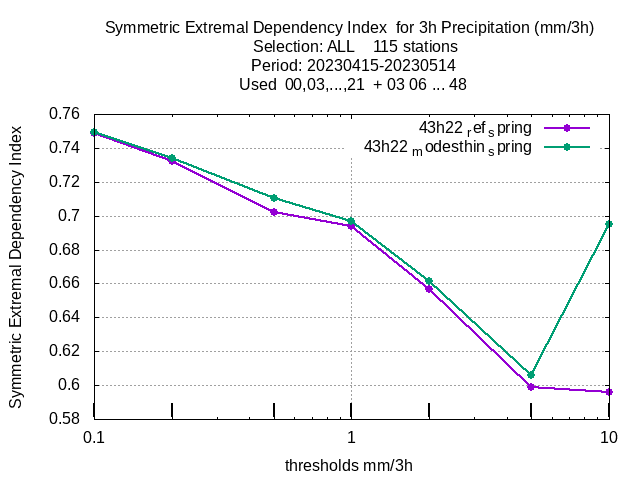 Symmetric Extremal Dependency Index  for 3h Precipitation (mm/3h)
Selection: ALL    115 stations
Period: 20230415-20230514
Used  00,03,...,21  + 03 06 ... 48
43h22 ref spring
43h22 modesthin spring
Symmetric Extremal Dependency Index
0.76
0.74
0.72
0.7
0.68
0.66
0.64
0.62
0.6
0.58
0.1
1
10
thresholds mm/3h